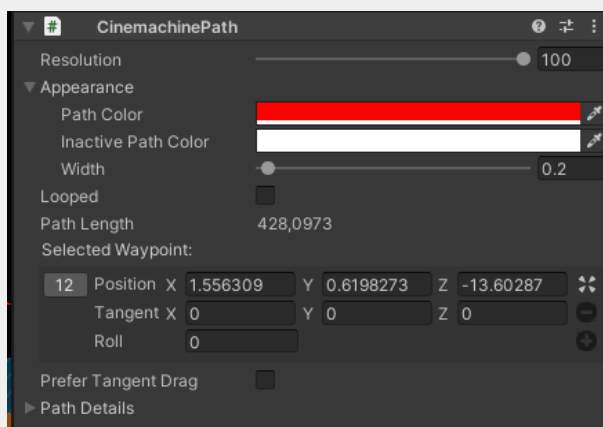 # CinemachinePath
Resolution 100
Appearance
Path Color
Inactive Path Color
Width 0.2
Looped
Path Length 428,0973
Selected Waypoint:
12 Position X 1.556309 Y 0.6198273 Z -13.60287
Tangent X 0 Y 0 Z 0
Roll 0
Prefer Tangent Drag
Path Details